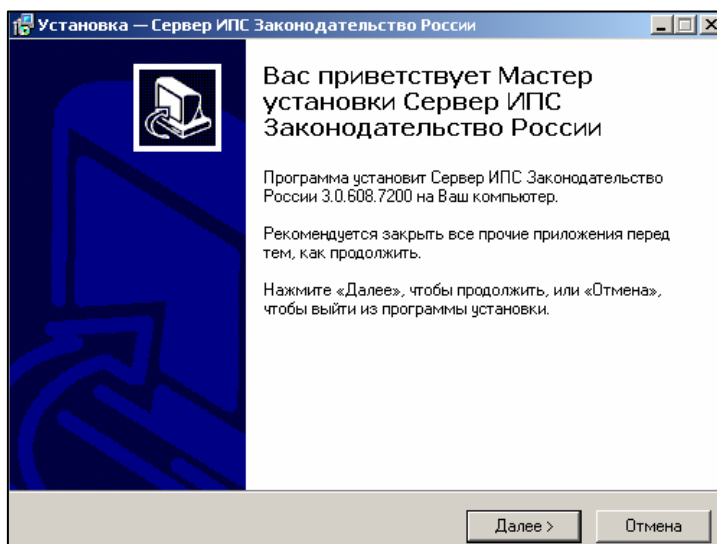 Установка — Сервер ИПС Законодательство России
Вас приветствует Мастер
установки Сервер ИПС
Законодательство России
Программа установит Сервер ИПС Законодательство
России 3.0.608.7200 на Ваш компьютер.
Рекомендуется закрыть все прочие приложения перед
тем, как продолжить.
Нажмите «Далее», чтобы продолжить, или «Отмена»,
чтобы выйти из программы установки.
Далее >
Отмена